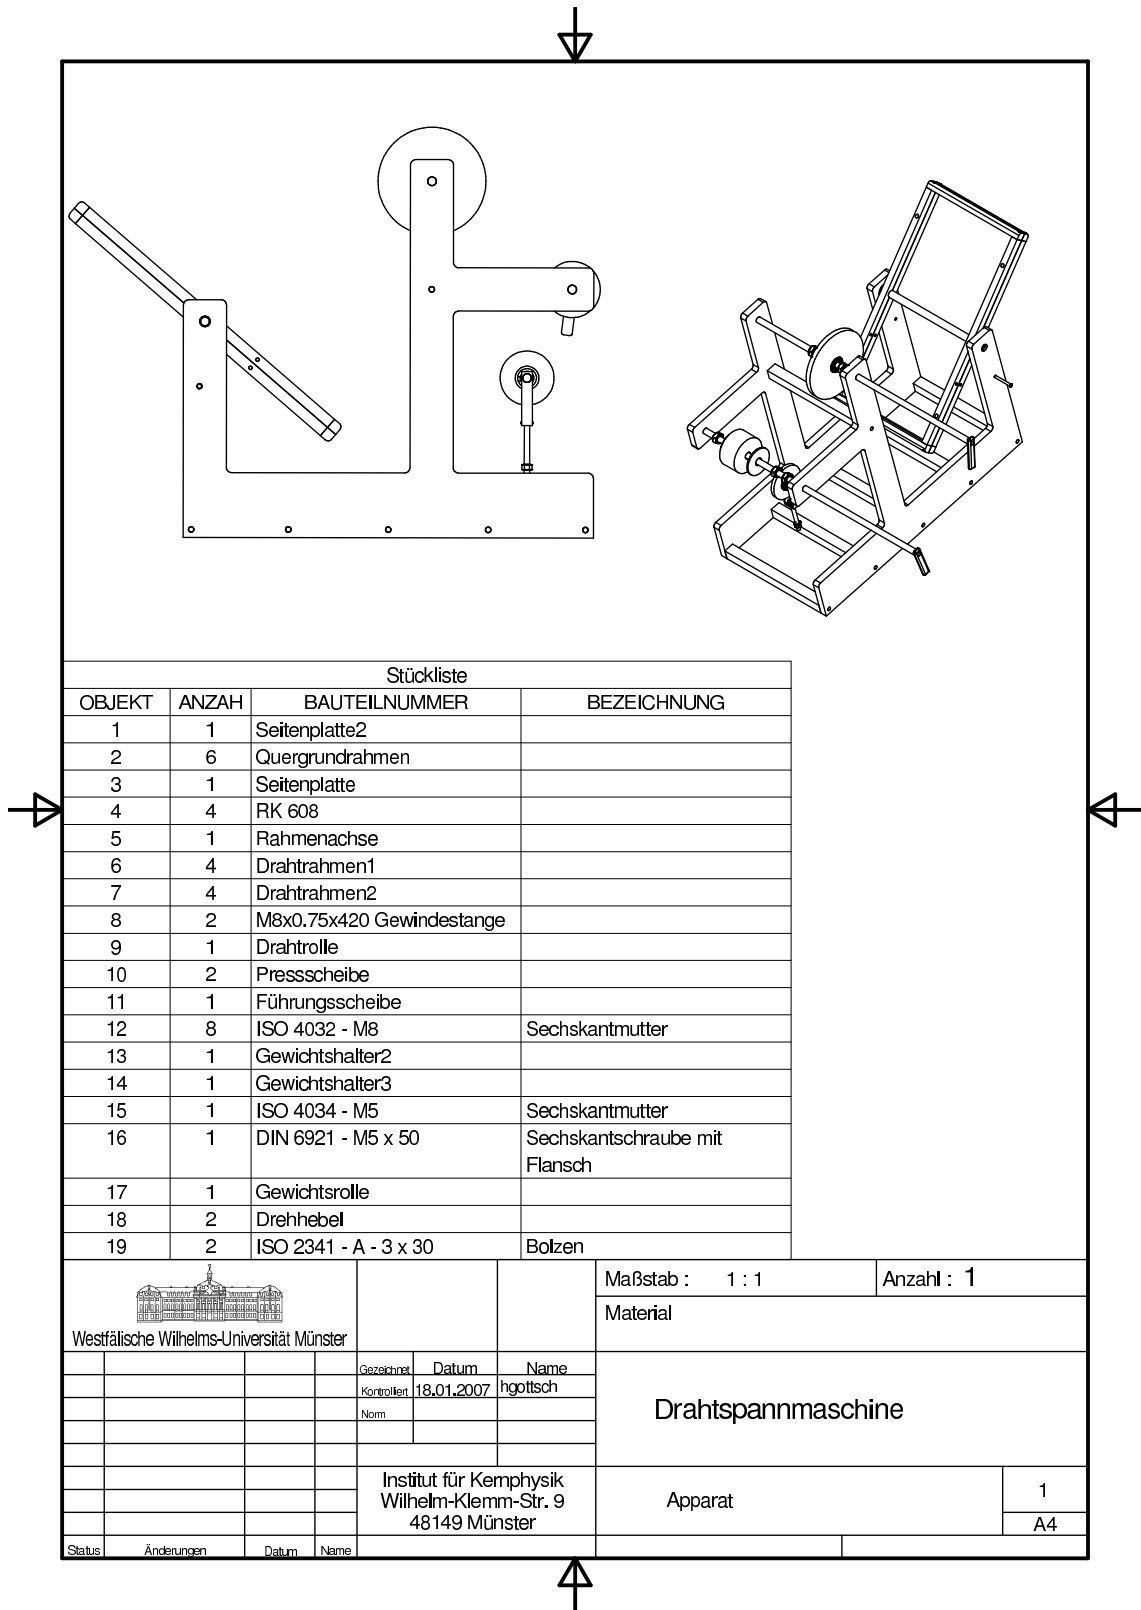 Stückliste
OBJEKT ANZAH BAUTEILNUMMER BEZEICHNUNG
1 1 Seitenplatte2
2 6 Quergrundrahmen
3 1 Seitenplatte
4 4 RK 608
5 1 Rahmenachse
6 4 Drahtrahmen1
7 4 Drahtrahmen2
8 2 M8x0.75x420 Gewindestange
9 1 Drahtrolle
10 2 Pressscheibe
11 1 Führungsscheibe
12 8 ISO 4032 - M8 Sechskantmutter
13 1 Gewichtshalter2
14 1 Gewichtshalter3
15 1 ISO 4034 - M5 Sechskantmutter
16 1 DIN 6921 - M5 x 50 Sechskantschraube mit
Flansch
17 1 Gewichtsrolle
18 2 Drehhebel
19 2 ISO 2341 - A - 3 x 30 Bolzen
Maßstab : 1 : 1 Anzahl : 1
Material
Westfälische Wilhelms-Universität Münster
Gezeichnet Datum Name
Kontrolliert 18.01.2007 hgottsch
Norm
Drahtspannmaschine
Institut für Kernphysik
Wilhelm-Klemm-Str. 9
48149 Münster
Apparat
1
A4
Status Änderungen Datum Name